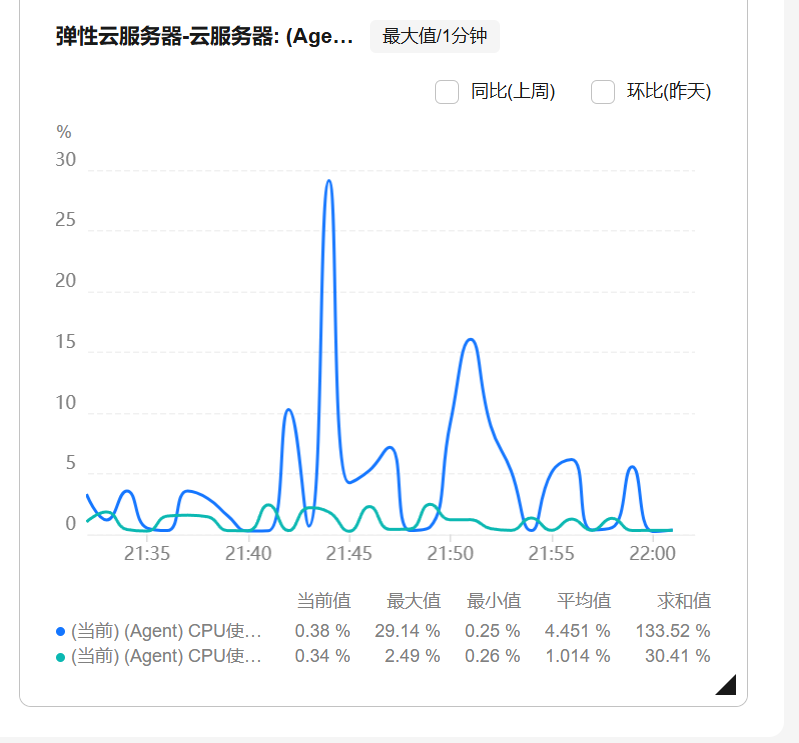 弹性云服务器-云服务器: (Age... 最大值/1分钟
同比(上周) 环比(昨天)
%
30
25
20
15
10
5
0
21:35 21:40 21:45 21:50 21:55 22:00
当前值 最大值 最小值 平均值 求和值
(当前) (Agent) CPU使... 0.38 % 29.14 % 0.25 % 4.451 % 133.52 %
(当前) (Agent) CPU使... 0.34 % 2.49 % 0.26 % 1.014 % 30.41 %